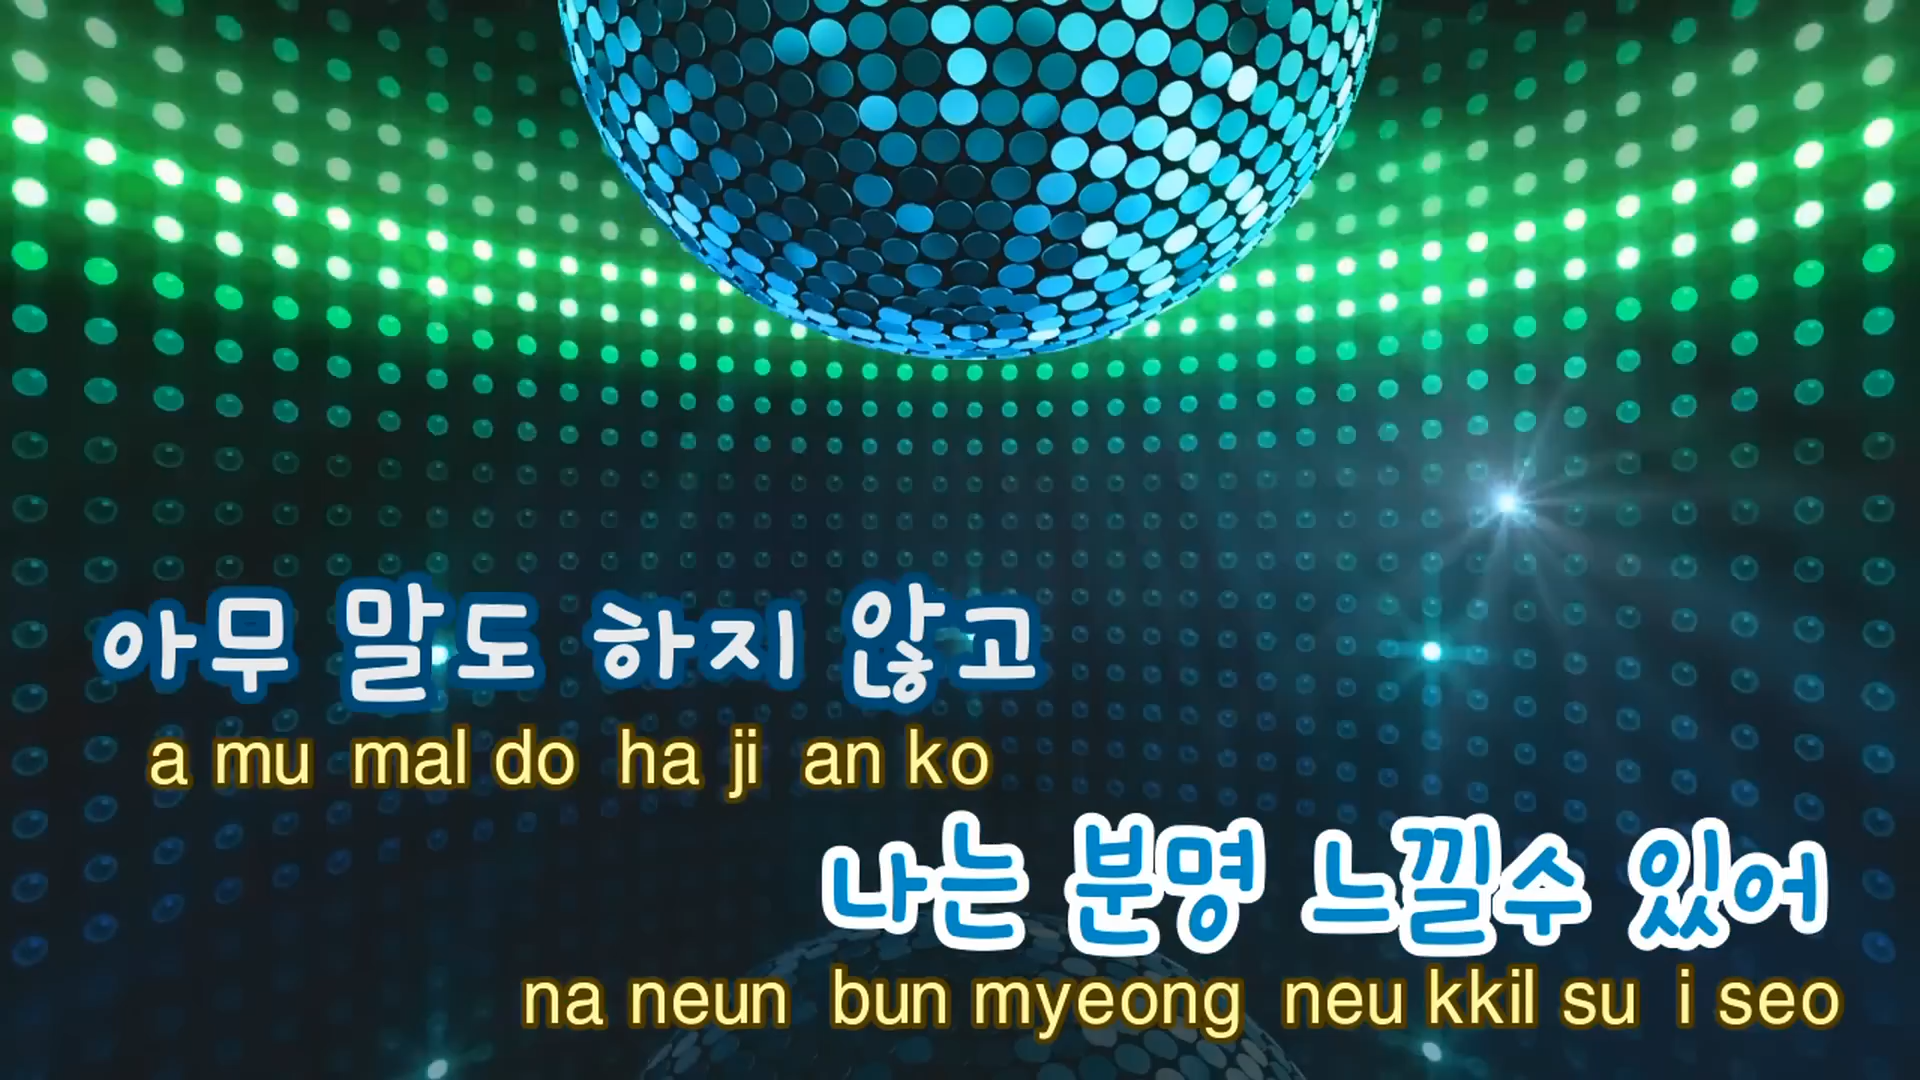 아무 말도 하지 않고
a mu mal do ha ji an ko
나는 분명 느낄수 있어
na neun bun myeong neu kkil su i seo